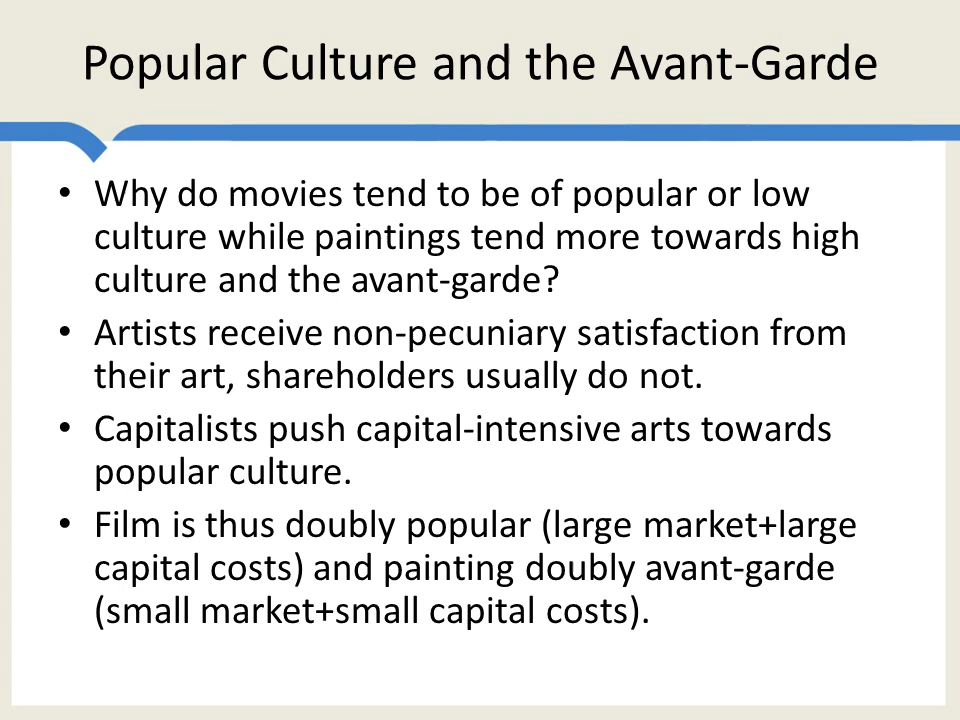 Popular Culture and the Avant-Garde
• Why do movies tend to be of popular or low
culture while paintings tend more towards high
culture and the avant-garde?
• Artists receive non-pecuniary satisfaction from
their art, shareholders usually do not.
• Capitalists push capital-intensive arts towards
popular culture.
• Film is thus doubly popular (large market+large
capital costs) and painting doubly avant-garde
(small market+small capital costs).